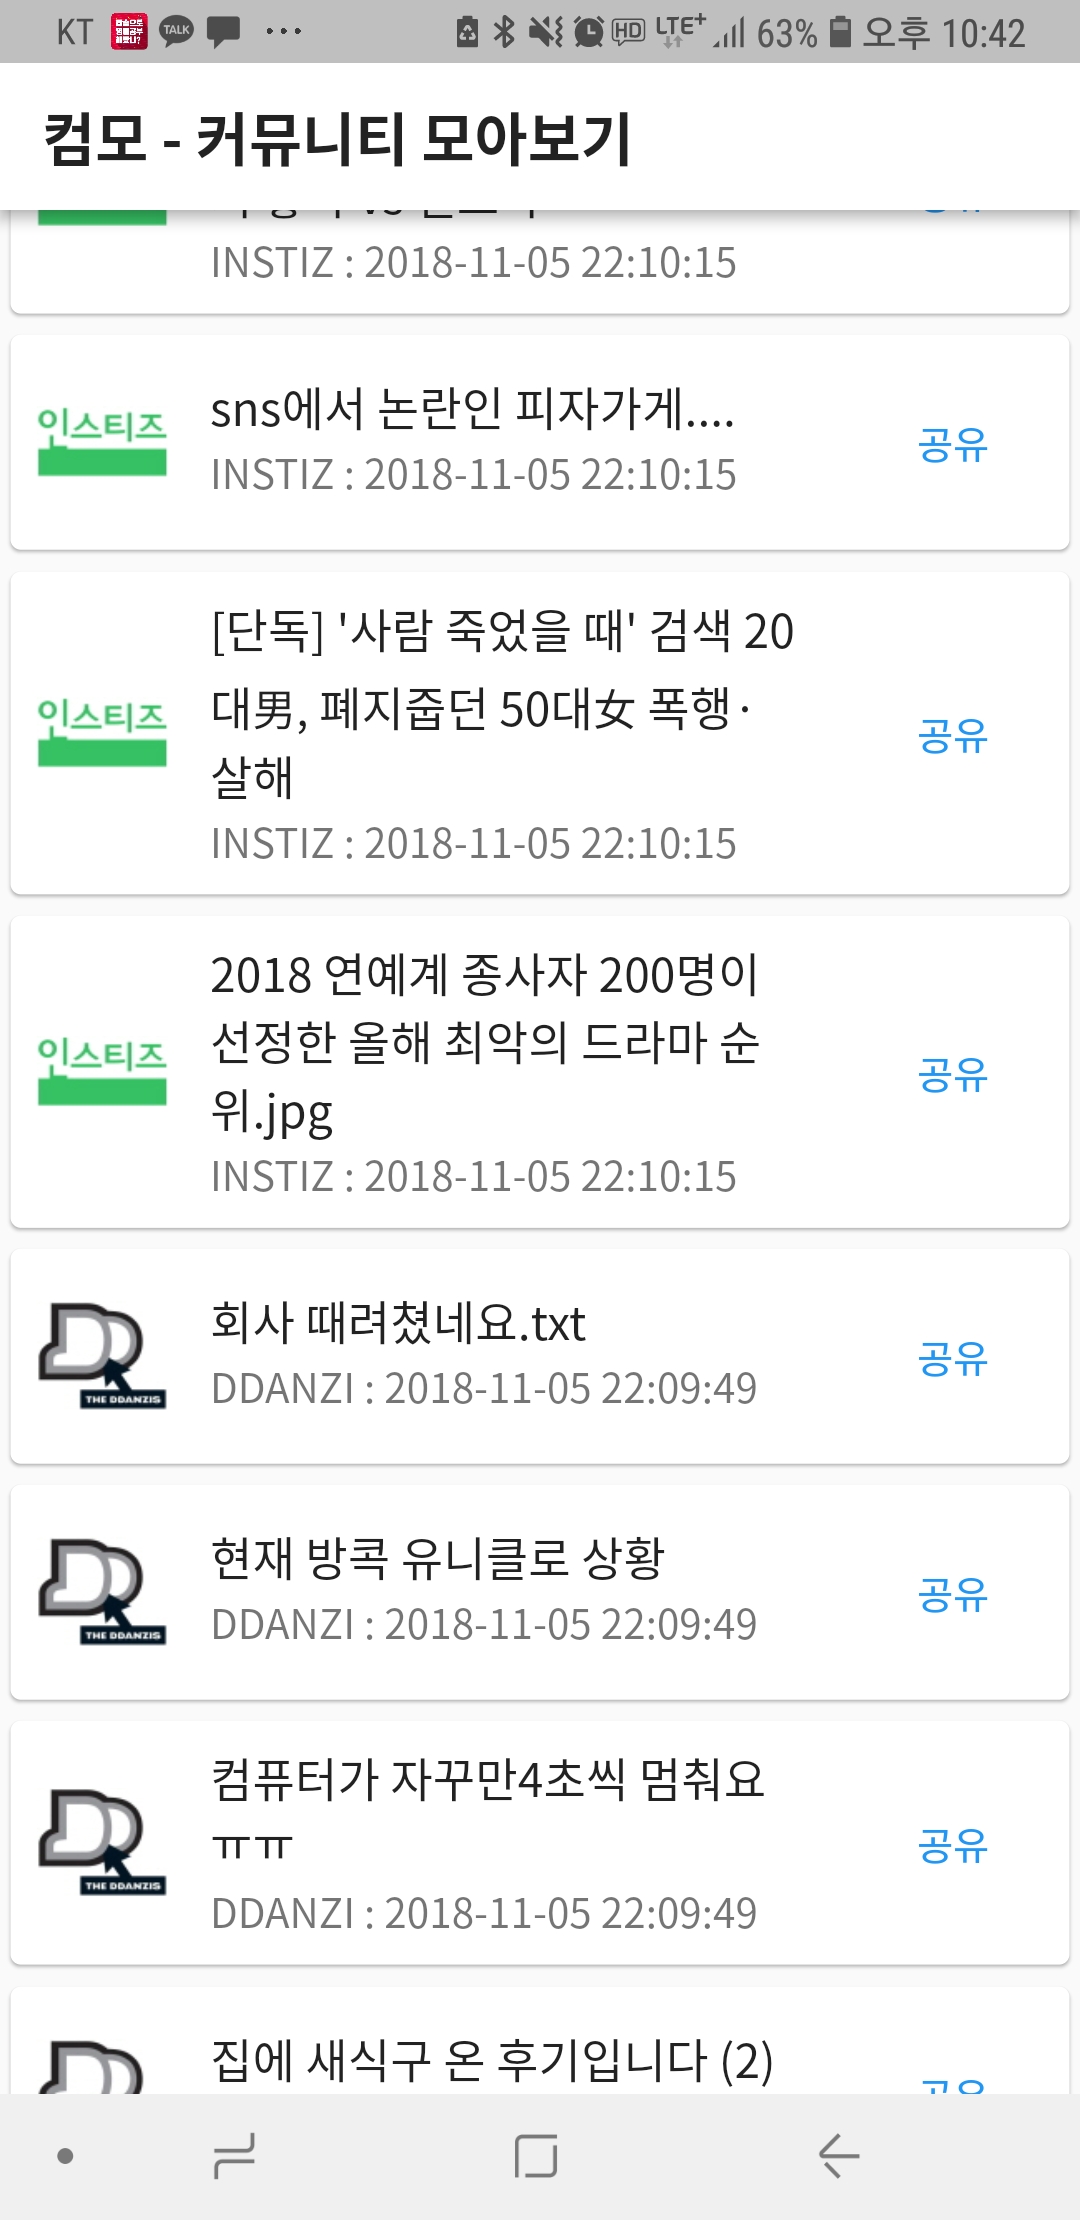 KT TALK HD LTE+ 63% 오후 10:42
컴모 - 커뮤니티 모아보기
INSTIZ : 2018-11-05 22:10:15
인스티즈
sns에서 논란인 피자가게....
INSTIZ : 2018-11-05 22:10:15
공유
인스티즈
[단독] '사람 죽었을 때' 검색 20
대男, 폐지줍던 50대女 폭행·
살해
INSTIZ : 2018-11-05 22:10:15
공유
인스티즈
2018 연예계 종사자 200명이
선정한 올해 최악의 드라마 순
위.jpg
INSTIZ : 2018-11-05 22:10:15
공유
THE DDANZIS
회사 때려쳤네요.txt
DDANZI : 2018-11-05 22:09:49
공유
THE DDANZIS
현재 방콕 유니클로 상황
DDANZI : 2018-11-05 22:09:49
공유
THE DDANZIS
컴퓨터가 자꾸만4초씩 멈춰요
ㅠㅠ
DDANZI : 2018-11-05 22:09:49
공유
집에 새식구 온 후기입니다 (2)
공유